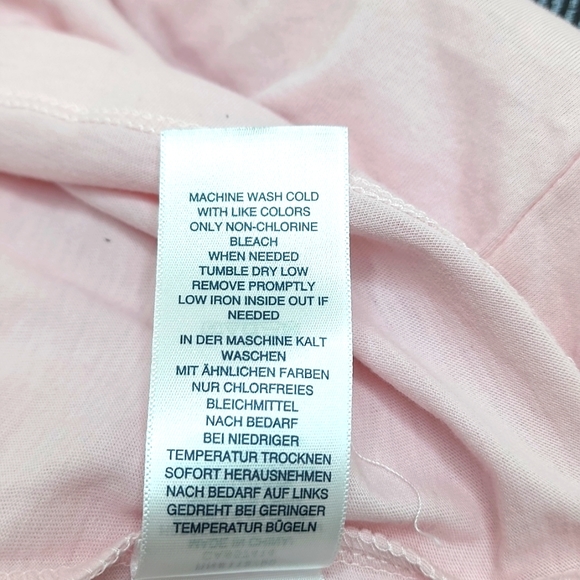 MACHINE WASH COLD
WITH LIKE COLORS
ONLY NON-CHLORINE
BLEACH
WHEN NEEDED
TUMBLE DRY LOW
REMOVE PROMPTLY
LOW IRON INSIDE OUT IF
NEEDED
IN DER MASCHINE KALT
WASCHEN
MIT ÄHNLICHEN FARBEN
NUR CHLORFREIES
BLEICHMITTEL
NACH BEDARF
BEI NIEDRIGER
TEMPERATUR TROCKNEN
SOFORT HERAUSNEHMEN
NACH BEDARF AUF LINKS
GEDREHT BEI GERINGER
TEMPERATUR BÜGELN